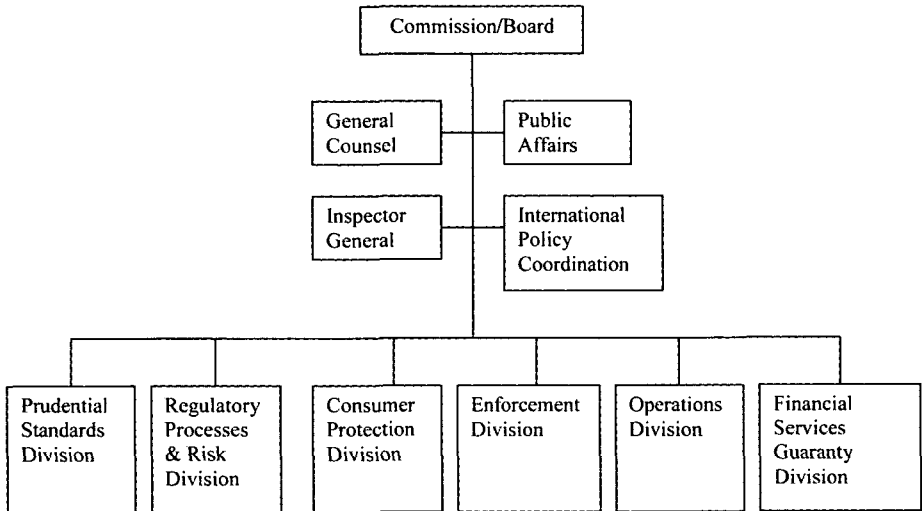 Commission/Board
General
Counsel
Public
Affairs
Inspector
General
International
Policy
Coordination
Prudential
Standards
Division
Regulatory
Processes
& Risk
Division
Consumer
Protection
Division
Enforcement
Division
Operations
Division
Financial
Services
Guaranty
Division